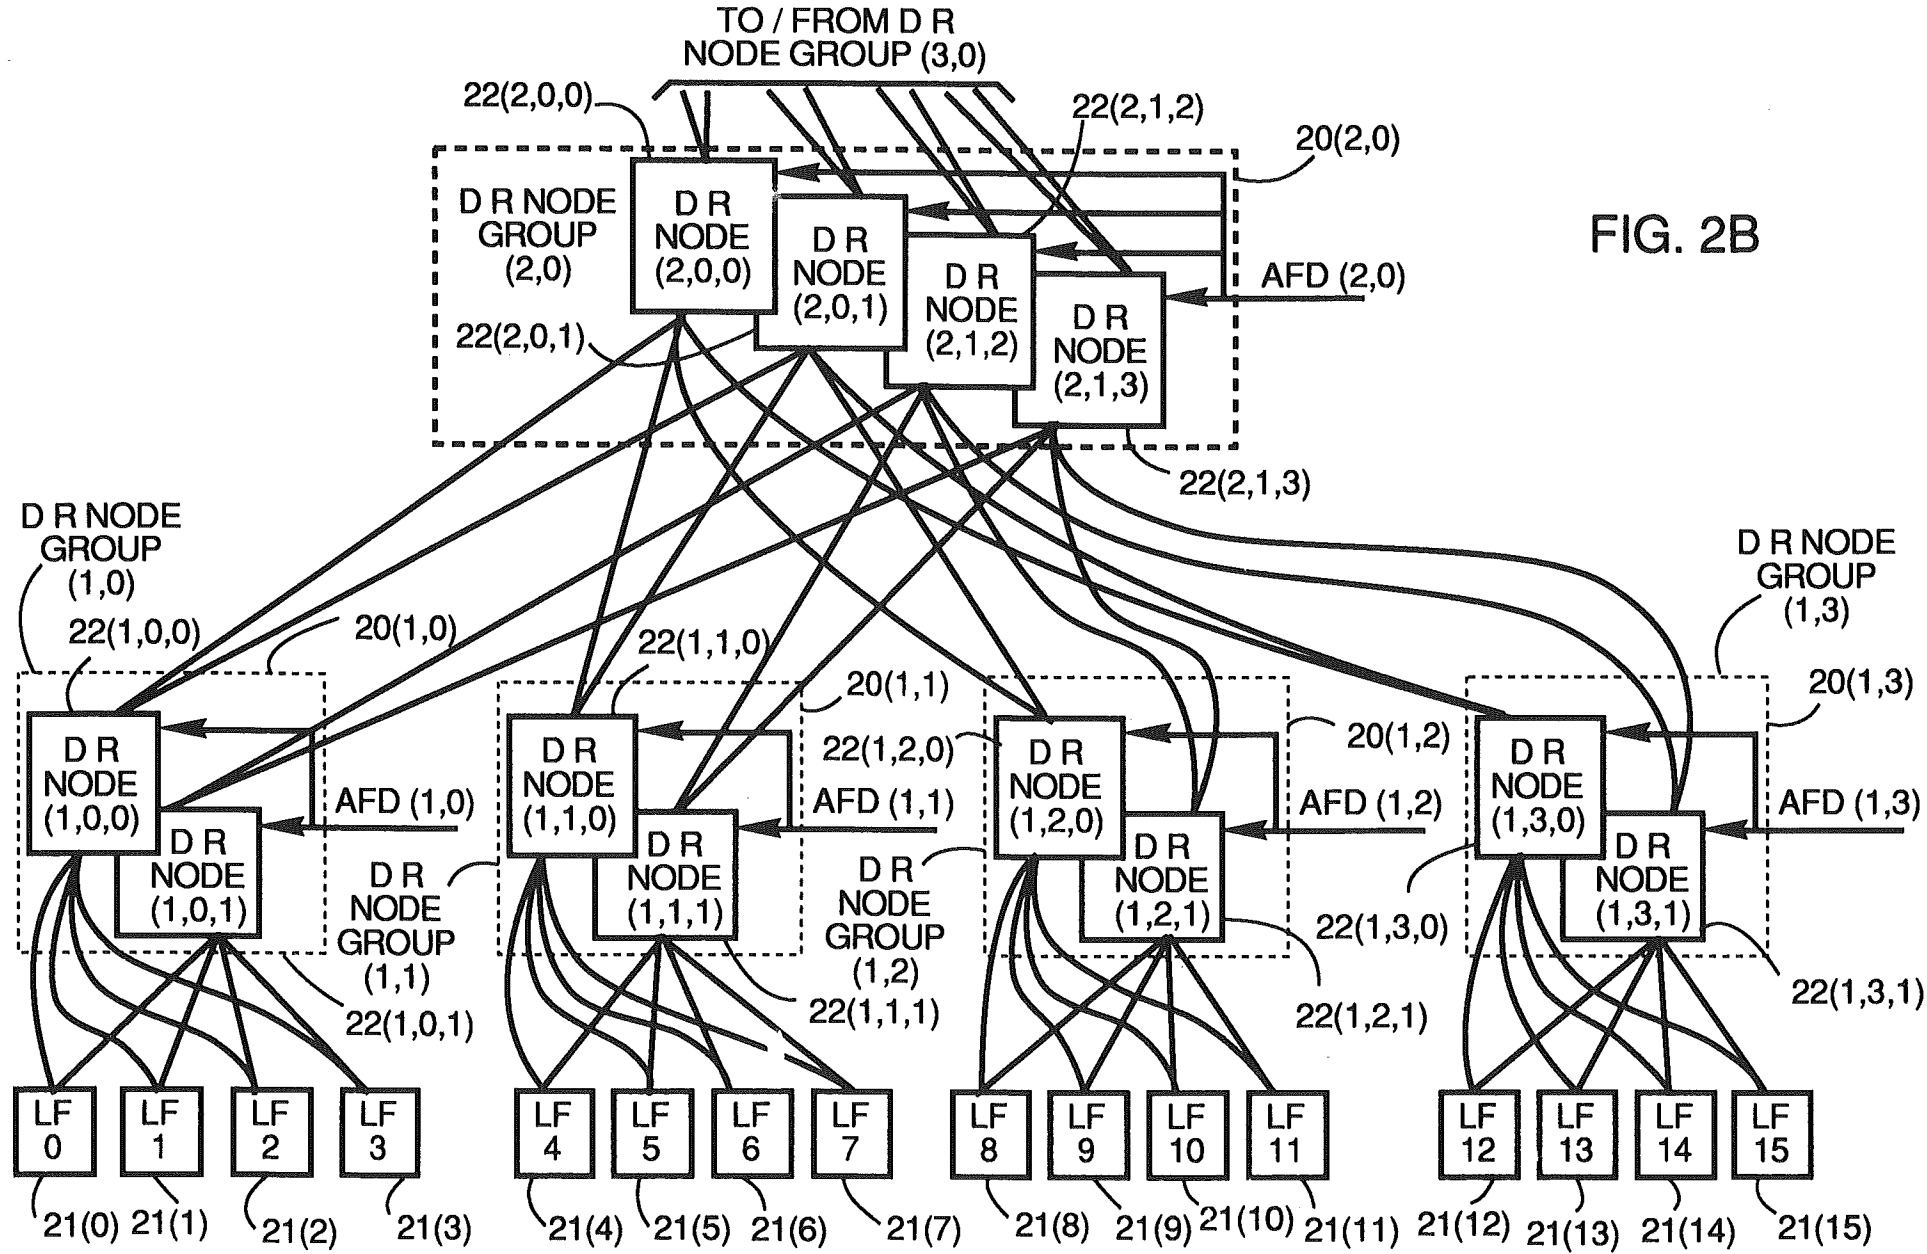 TO / FROM D R
NODE GROUP (3,0)
22(2,0,0)
22(2,1,2)
20(2,0)
D R NODE
GROUP
(2,0)
D R
NODE
(2,0,0)
D R
NODE
(2,0,1)
D R
NODE
(2,1,2)
D R
NODE
(2,1,3)
AFD (2,0)
FIG. 2B
22(2,0,1)
22(2,1,3)
D R NODE
GROUP
(1,0)
22(1,0,0)
20(1,0)
22(1,1,0)
20(1,1)
D R NODE
GROUP
(1,3)
20(1,3)
20(1,2)
22(1,2,0)
D R
NODE
(1,0,0)
D R
NODE
(1,0,1)
AFD (1,0)
D R
NODE
(1,1,0)
D R
NODE
(1,1,1)
AFD (1,1)
D R
NODE
(1,2,0)
D R
NODE
(1,2,1)
AFD (1,2)
D R
NODE
(1,3,0)
D R
NODE
(1,3,1)
AFD (1,3)
D R
NODE
GROUP
(1,1)
D R
NODE
GROUP
(1,2)
22(1,0,1)
22(1,1,1)
22(1,2,1)
22(1,3,0)
22(1,3,1)
LF
0
LF
1
LF
2
LF
3
LF
4
LF
5
LF
6
LF
7
LF
8
LF
9
LF
10
LF
11
LF
12
LF
13
LF
14
LF
15
21(0)
21(1)
21(2)
21(3)
21(4)
21(5)
21(6)
21(7)
21(8)
21(9)
21(10)
21(11)
21(12)
21(13)
21(14)
21(15)